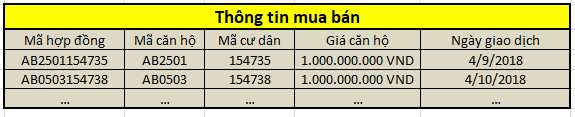 Thông tin mua bán
Mã hợp đồng Mã căn hộ Mã cư dân Giá căn hộ Ngày giao dịch
AB2501154735 AB2501 154735 1.000.000.000 VND 4/9/2018
AB0503154738 AB0503 154738 1.000.000.000 VND 4/10/2018
... ... ... ... ...